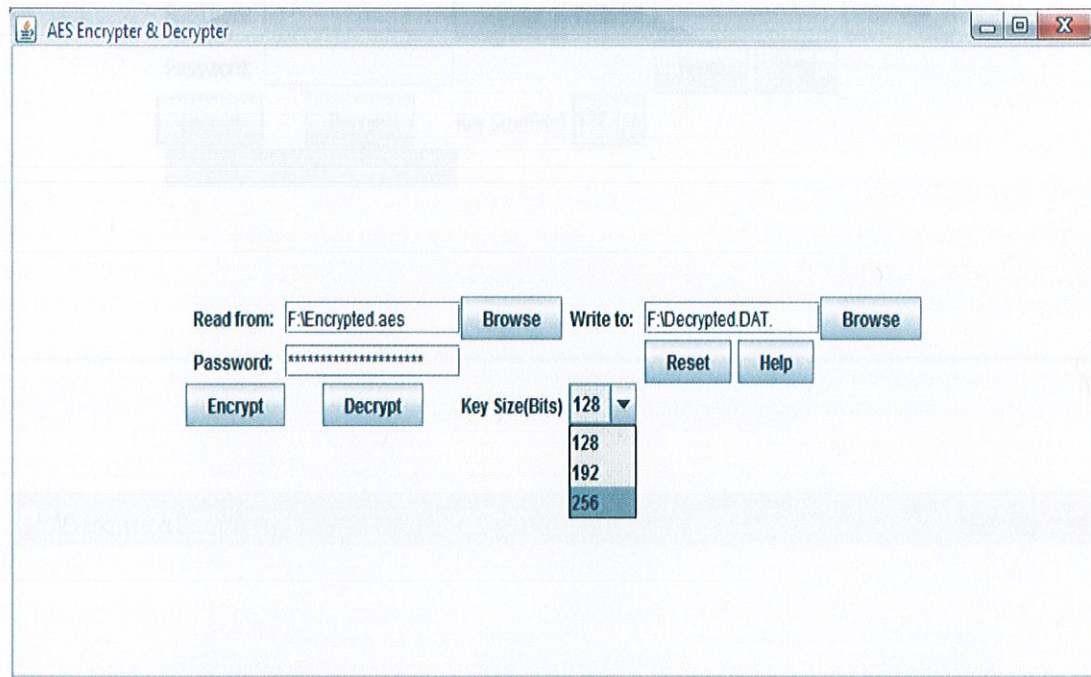 AES Encrypter & Decrypter
Read from: F:\Encrypted.aes Browse Write to: F:\Decrypted.DAT. Browse
Password: ********************* Reset Help
Encrypt Decrypt Key Size(Bits) 128
128
192
256